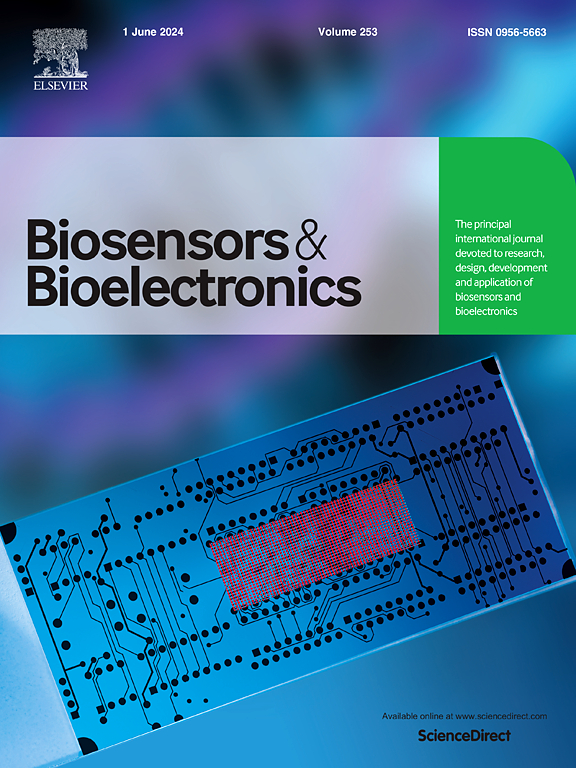 1 June 2024
Volume 253
ISSN 0956-5663
ELSEVIER
Biosensors &
Bioelectronics
The principal
international journal
devoted to research,
design, development
and application of
biosensors and
bioelectronics
Available online at www.sciencedirect.com
ScienceDirect